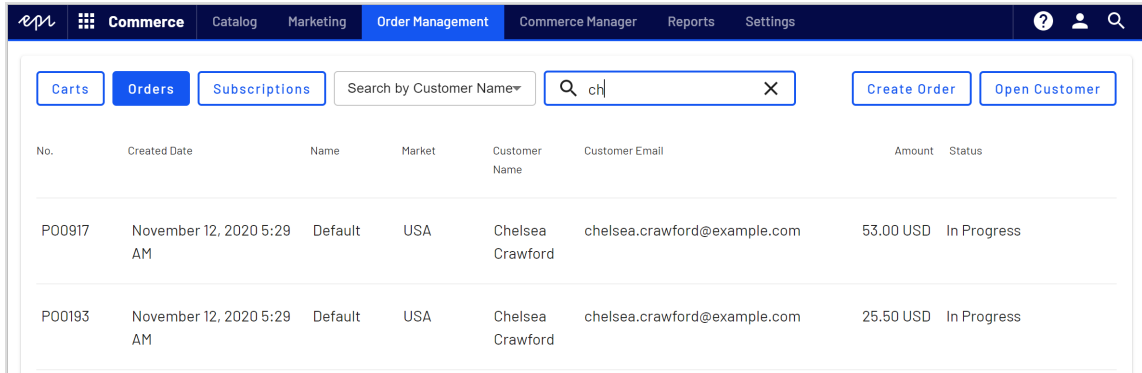 epi Commerce Catalog Marketing Order Management Commerce Manager Reports Settings
Carts Orders Subscriptions Search by Customer Name ch Create Order Open Customer
No. Created Date Name Market Customer Customer Email Amount Status
Name
PO0917 November 12, 2020 5:29 Default USA Chelsea chelsea.crawford@example.com 53.00 USD In Progress
AM Crawford
PO0193 November 12, 2020 5:29 Default USA Chelsea chelsea.crawford@example.com 25.50 USD In Progress
AM Crawford